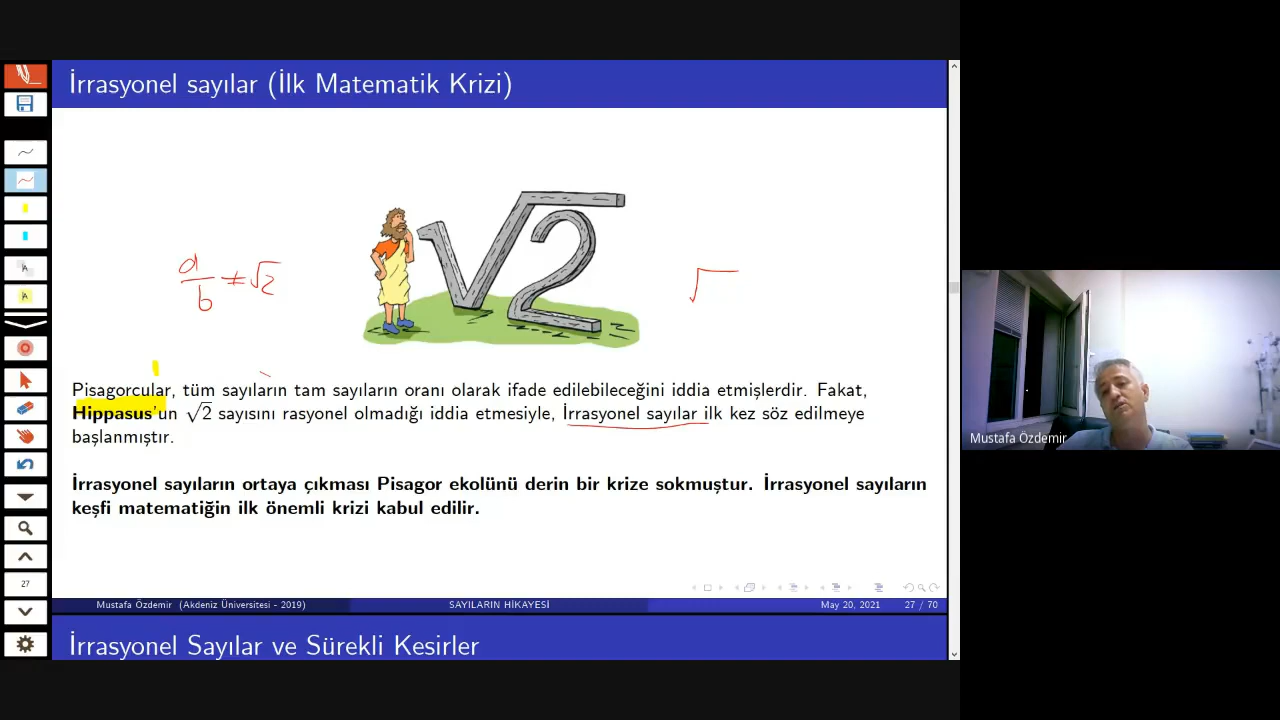 İrrasyonel sayılar (İlk Matematik Krizi)
√2
a/b ≠ √2
√
Pisagorcular, tüm sayıların tam sayıların oranı olarak ifade edilebileceğini iddia etmişlerdir. Fakat,
Hippasus'un √2 sayısını rasyonel olmadığı iddia etmesiyle, İrrasyonel sayılar ilk kez söz edilmeye
başlanmıştır.
İrrasyonel sayıların ortaya çıkması Pisagor ekolünü derin bir krize sokmuştur. İrrasyonel sayıların
keşfi matematiğin ilk önemli krizi kabul edilir.
Mustafa Özdemir (Akdeniz Üniversitesi - 2019) SAYILARIN HİKAYESİ May 20, 2021 27 / 70
İrrasyonel Sayılar ve Sürekli Kesirler
A
A
27
Mustafa Özdemir